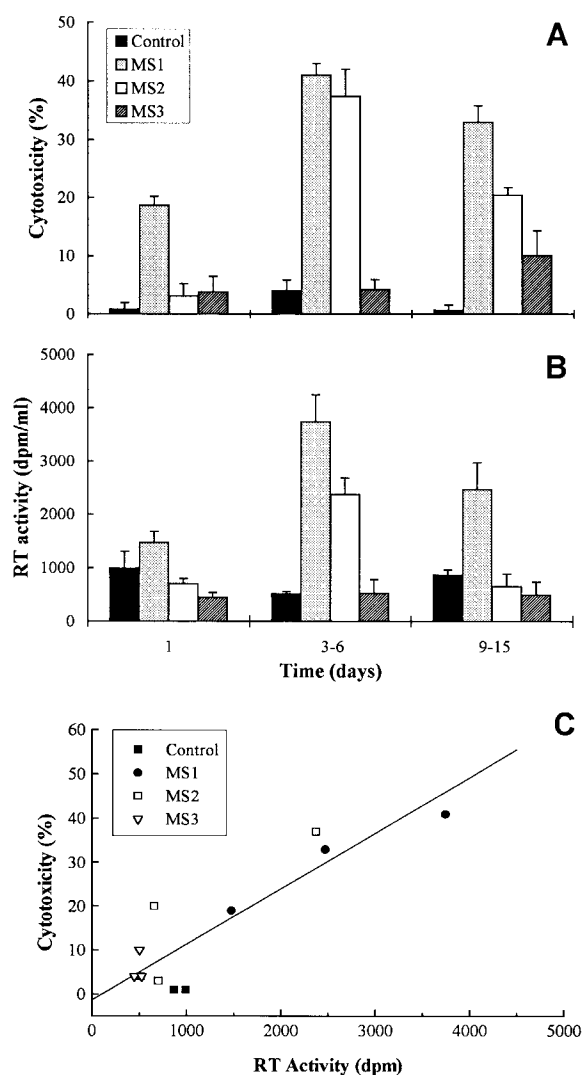 A
Control
MS1
MS2
MS3
Cytotoxicity (%)
50
40
30
20
10
0
B
RT activity (dpm/ml)
5000
4000
3000
2000
1000
0
1
3-6
9-15
Time (days)
C
Control
MS1
MS2
MS3
Cytotoxicity (%)
60
50
40
30
20
10
0
0
1000
2000
3000
4000
5000
RT Activity (dpm)